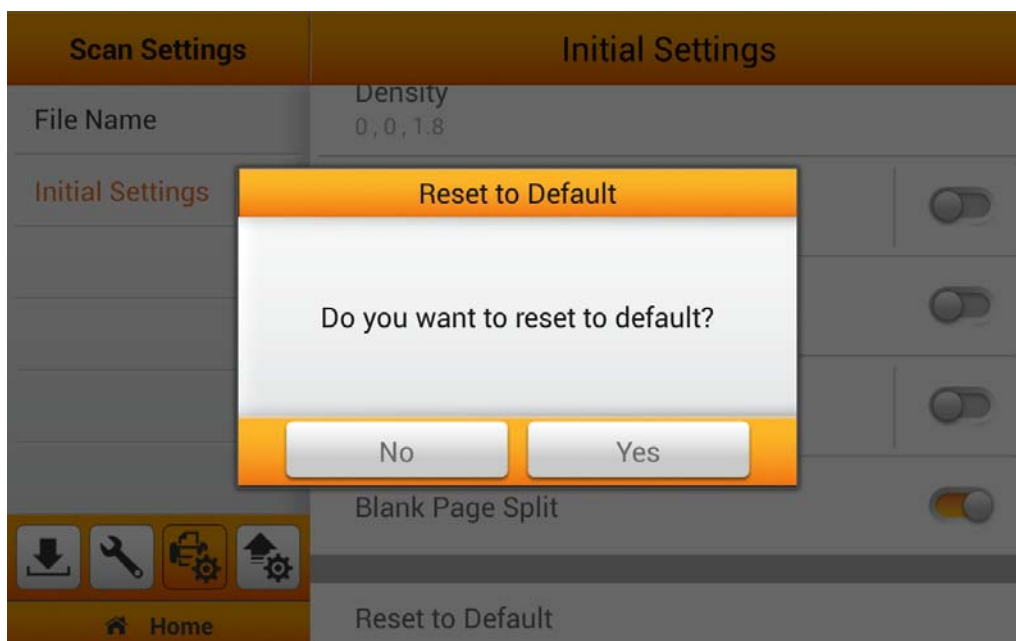 Scan Settings
Initial Settings
File Name
Initial Settings
Density
0 , 0 , 1.8
Reset to Default
Do you want to reset to default?
No
Yes
Blank Page Split
Reset to Default
Home